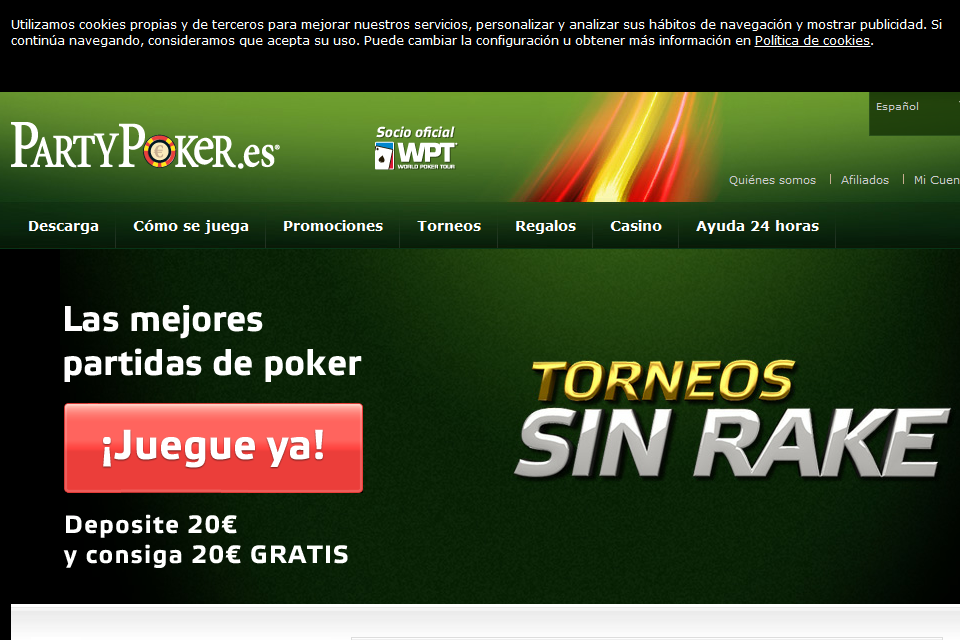 Utilizamos cookies propias y de terceros para mejorar nuestros servicios, personalizar y analizar sus hábitos de navegación y mostrar publicidad. Si
continúa navegando, consideramos que acepta su uso. Puede cambiar la configuración u obtener más información en Política de cookies.
Español
PARTYPOKER.es
Socio oficial
WPT
WORLD POKER TOUR
Quiénes somos
Afiliados
Mi Cuen
Descarga
Cómo se juega
Promociones
Torneos
Regalos
Casino
Ayuda 24 horas
Las mejores
partidas de poker
¡Juegue ya!
Deposite 20€
y consiga 20€ GRATIS
TORNEOS
SIN RAKE